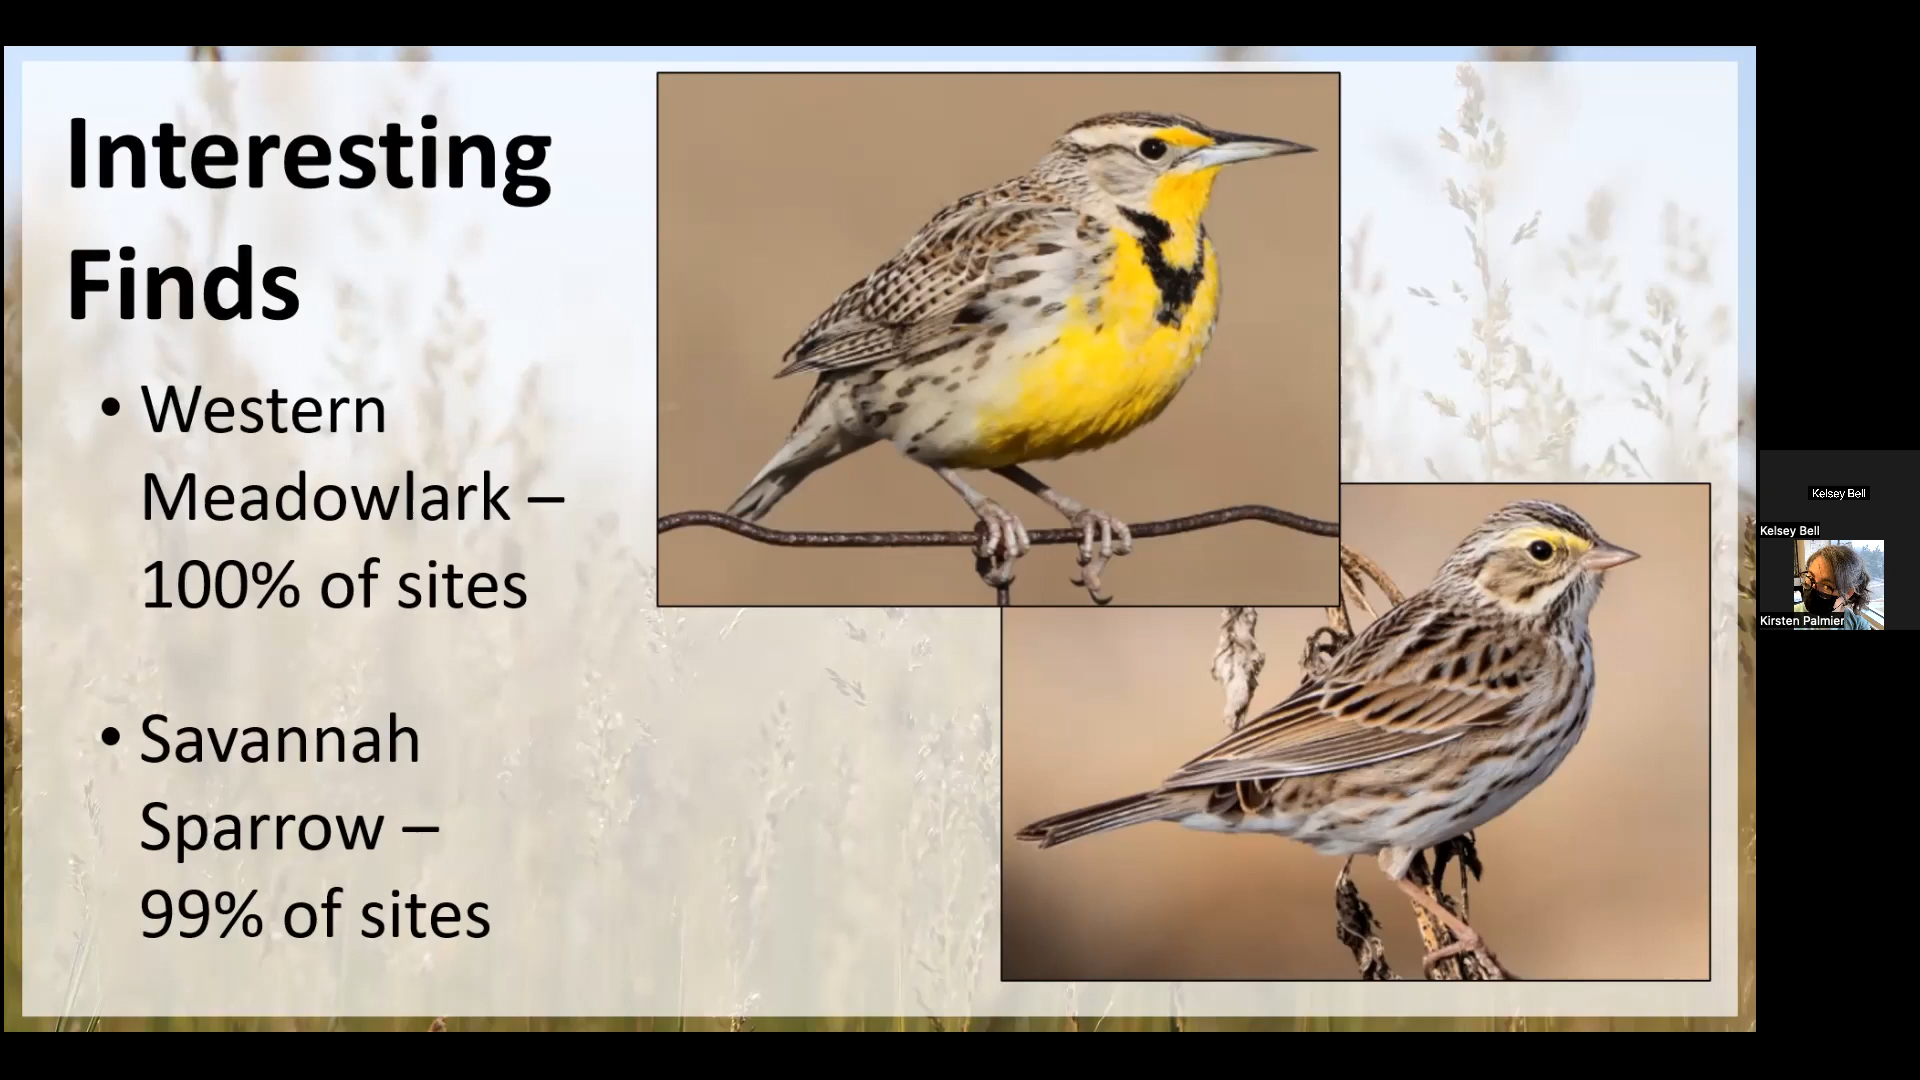 Interesting
Finds
• Western
Meadowlark –
100% of sites
• Savannah
Sparrow –
99% of sites
Kelsey Bell
Kelsey Bell
Kirsten Palmier